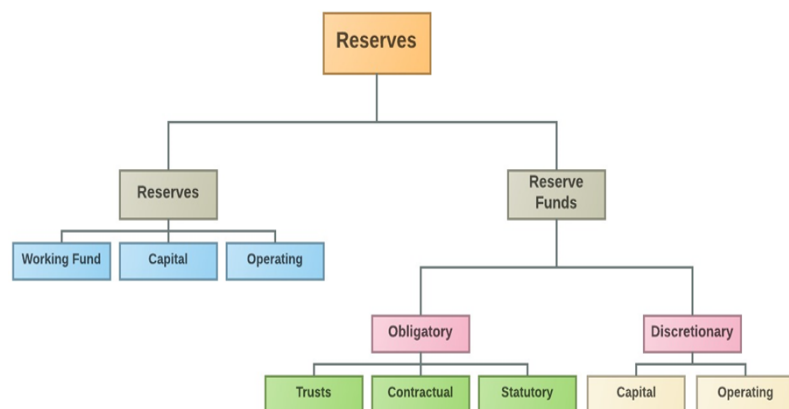 Reserves
Reserves
Reserve
Funds
Working Fund
Capital
Operating
Obligatory
Discretionary
Trusts
Contractual
Statutory
Capital
Operating